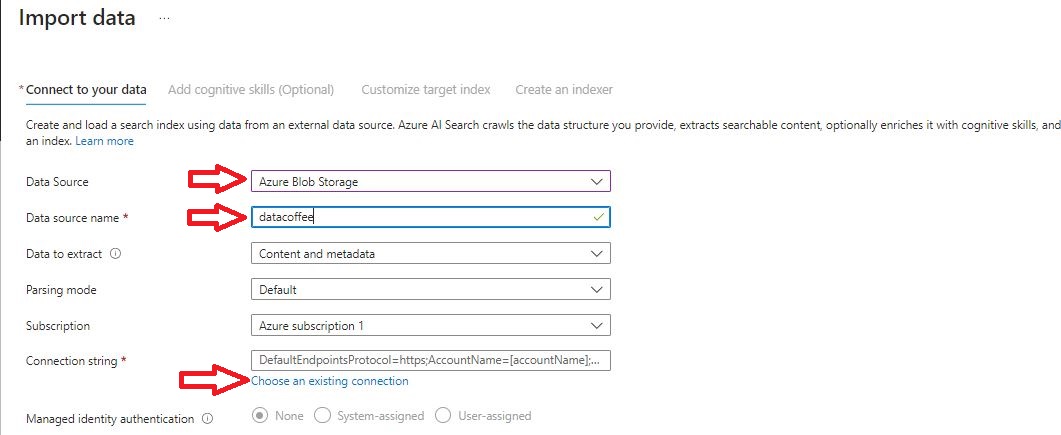 Import data ...
* Connect to your data Add cognitive skills (Optional) Customize target index Create an indexer
Create and load a search index using data from an external data source. Azure AI Search crawls the data structure you provide, extracts searchable content, optionally enriches it with cognitive skills, and
an index. Learn more
Data Source Azure Blob Storage
Data source name * datacoffee
Data to extract Content and metadata
Parsing mode Default
Subscription Azure subscription 1
Connection string * DefaultEndpointsProtocol=https;AccountName=[accountName];...
Choose an existing connection
Managed identity authentication None System-assigned User-assigned